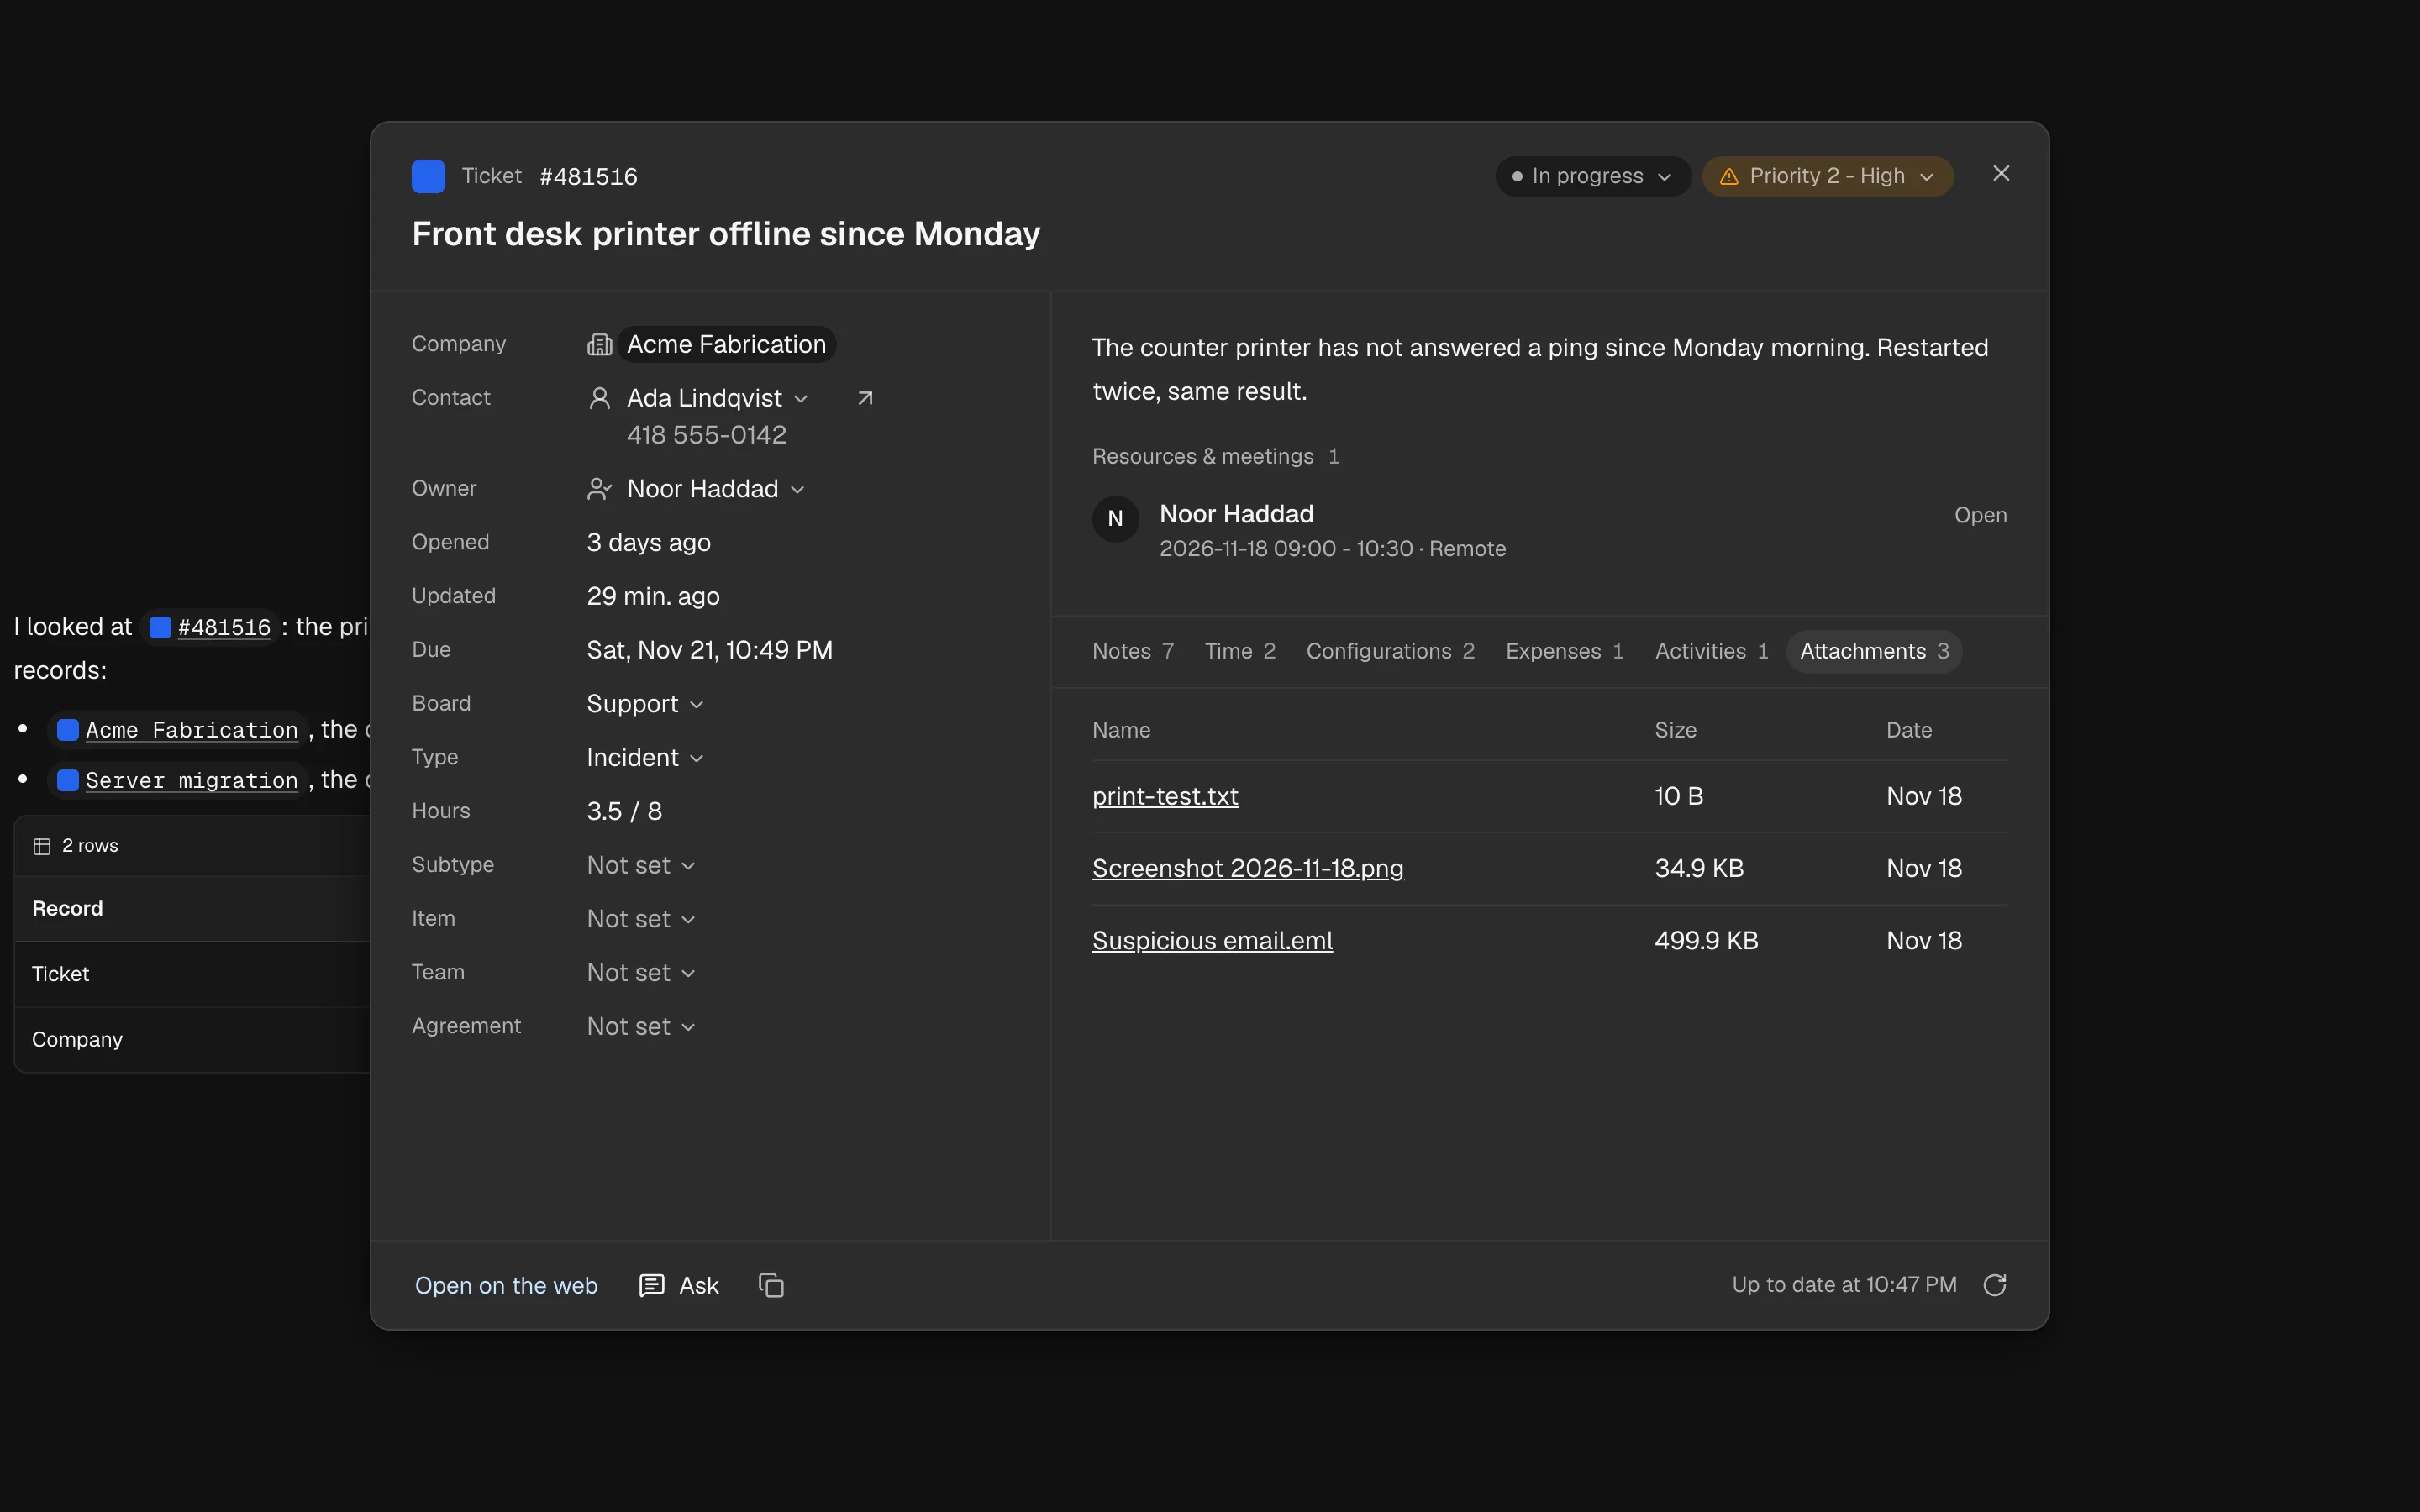 Ticket #481516
In progress
Priority 2 - High
Front desk printer offline since Monday
Company Acme Fabrication
Contact Ada Lindqvist
418 555-0142
Owner Noor Haddad
Opened 3 days ago
Updated 29 min. ago
Due Sat, Nov 21, 10:49 PM
Board Support
Type Incident
Hours 3.5 / 8
Subtype Not set
Item Not set
Team Not set
Agreement Not set
The counter printer has not answered a ping since Monday morning. Restarted
twice, same result.
Resources & meetings 1
N
Noor Haddad
Open
2026-11-18 09:00 - 10:30 · Remote
Notes 7 Time 2 Configurations 2 Expenses 1 Activities 1 Attachments 3
Name Size Date
print-test.txt 10 B Nov 18
Screenshot 2026-11-18.png 34.9 KB Nov 18
Suspicious email.eml 499.9 KB Nov 18
Open on the web Ask
Up to date at 10:47 PM
I looked at #481516 : the
records:
• Acme Fabrication , the
• Server migration , the
2 rows
Record
Ticket
Company